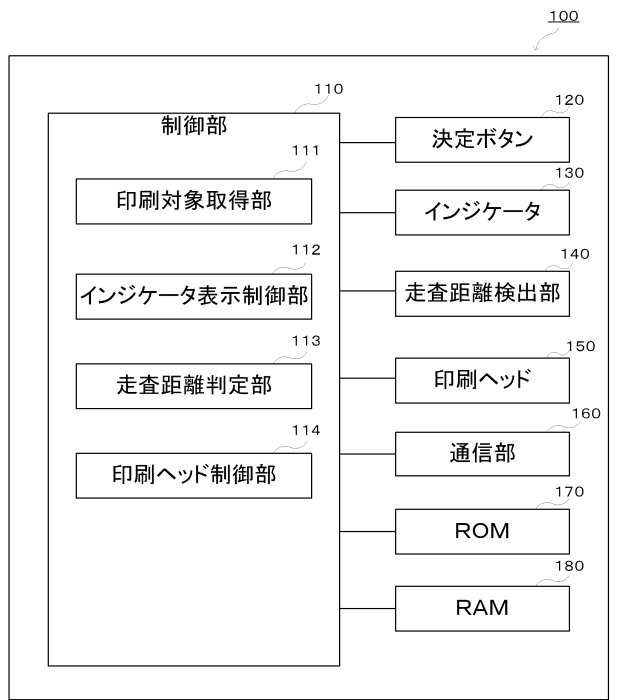 100
110
制御部
111
印刷対象取得部
112
インジケータ表示制御部
113
走査距離判定部
114
印刷ヘッド制御部
120
決定ボタン
130
インジケータ
140
走査距離検出部
150
印刷ヘッド
160
通信部
170
ROM
180
RAM